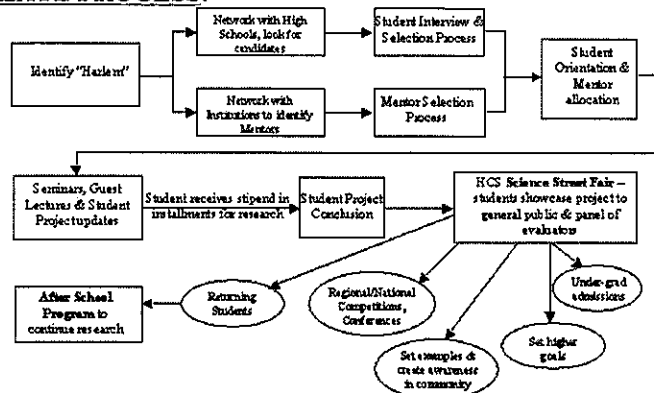 Identify "Harlem"
Network with High
Schools, look for
candidates
Student Interview &
Selection Process
Network with
Institutions to identify
Mentors
Mentor Selection
Process
Student
Orientation &
Mentor
allocation
Seminars, Guest
Lectures & Student
Project updates
Student receives stipend in
installments for research
Student Project
Conclusion
HCS Science Street Fair –
students showcase project to
general public & panel of
evaluators
After School
Program to
continue research
Returning
Students
Regional/National
Competitions,
Conferences
Set examples &
create awareness
in community
Set higher
goals
Under-grad
admissions